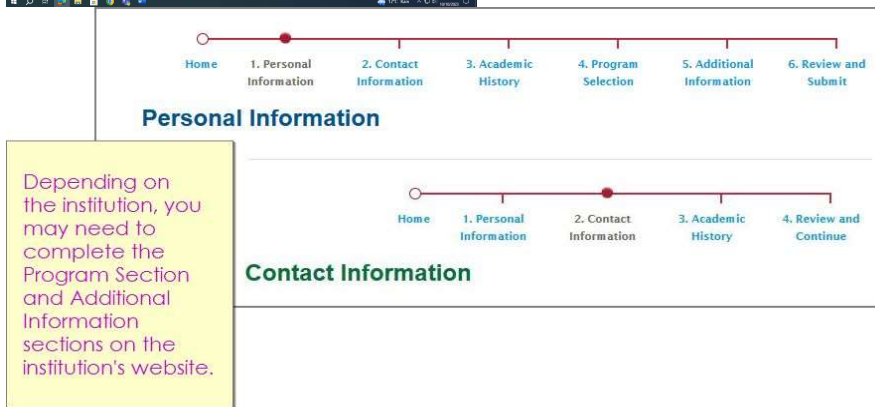 Home 1. Personal 2. Contact 3. Academic 4. Program 5. Additional 6. Review and
Information Information History Selection Information Submit
Personal Information
Depending on
the institution, you
may need to
complete the
Program Section
and Additional
Information
sections on the
institution's website.
Home 1. Personal 2. Contact 3. Academic 4. Review and
Information Information History Continue
Contact Information